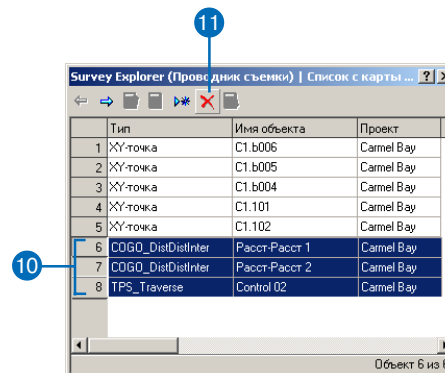 11
Survey Explorer (Проводник съемки) | Список с карты ...
Тип Имя объекта Проект
1 XY-точка C1.b006 Carmel Bay
2 XY-точка C1.b005 Carmel Bay
3 XY-точка C1.b004 Carmel Bay
4 XY-точка C1.101 Carmel Bay
5 XY-точка C1.102 Carmel Bay
10
6 COGO_DistDistInter Расст-Расст 1 Carmel Bay
7 COGO_DistDistInter Расст-Расст 2 Carmel Bay
8 TPS_Traverse Control 02 Carmel Bay
Объект 6 из